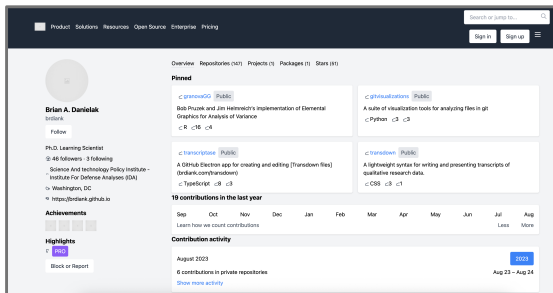 Product Solutions Resources Open Source Enterprise Pricing
Search or jump to...
Sign in
Sign up
Overview Repositories (147) Projects (1) Packages (1) Stars (61)
Pinned
granovaGG Public
Bob Pruzek and Jim Helmreich's implementation of Elemental
Graphics for Analysis of Variance
R 16 4
gitvisualizations Public
A suite of visualization tools for analyzing files in git
Python 3 3
transcriptase Public
A GitHub Electron app for creating and editing [Transdown files]
(brdiank.com/transdown)
TypeScript 8 3
transdown Public
A lightweight syntax for writing and presenting transcripts of
qualitative research data.
CSS 3 1
Brian A. Danielak
brdiank
Follow
Ph.D. Learning Scientist
46 followers · 3 following
Science And technology Policy Institute -
Institute For Defense Analyses (IDA)
Washington, DC
https://brdiank.github.io
Achievements
Highlights
PRO
Block or Report
19 contributions in the last year
Sep Oct Nov Dec Jan Feb Mar Apr May Jun Jul Aug
Learn how we count contributions
Less More
Contribution activity
August 2023
2023
6 contributions in private repositories
Aug 23 – Aug 24
Show more activity